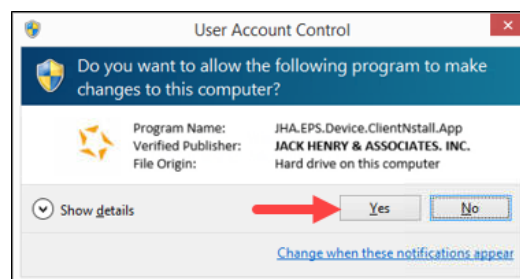 User Account Control
Do you want to allow the following program to make
changes to this computer?
Program Name: JHA.EPS.Device.ClientNstall.App
Verified Publisher: JACK HENRY & ASSOCIATES. INC.
File Origin: Hard drive on this computer
Show details Yes No
Change when these notifications appear